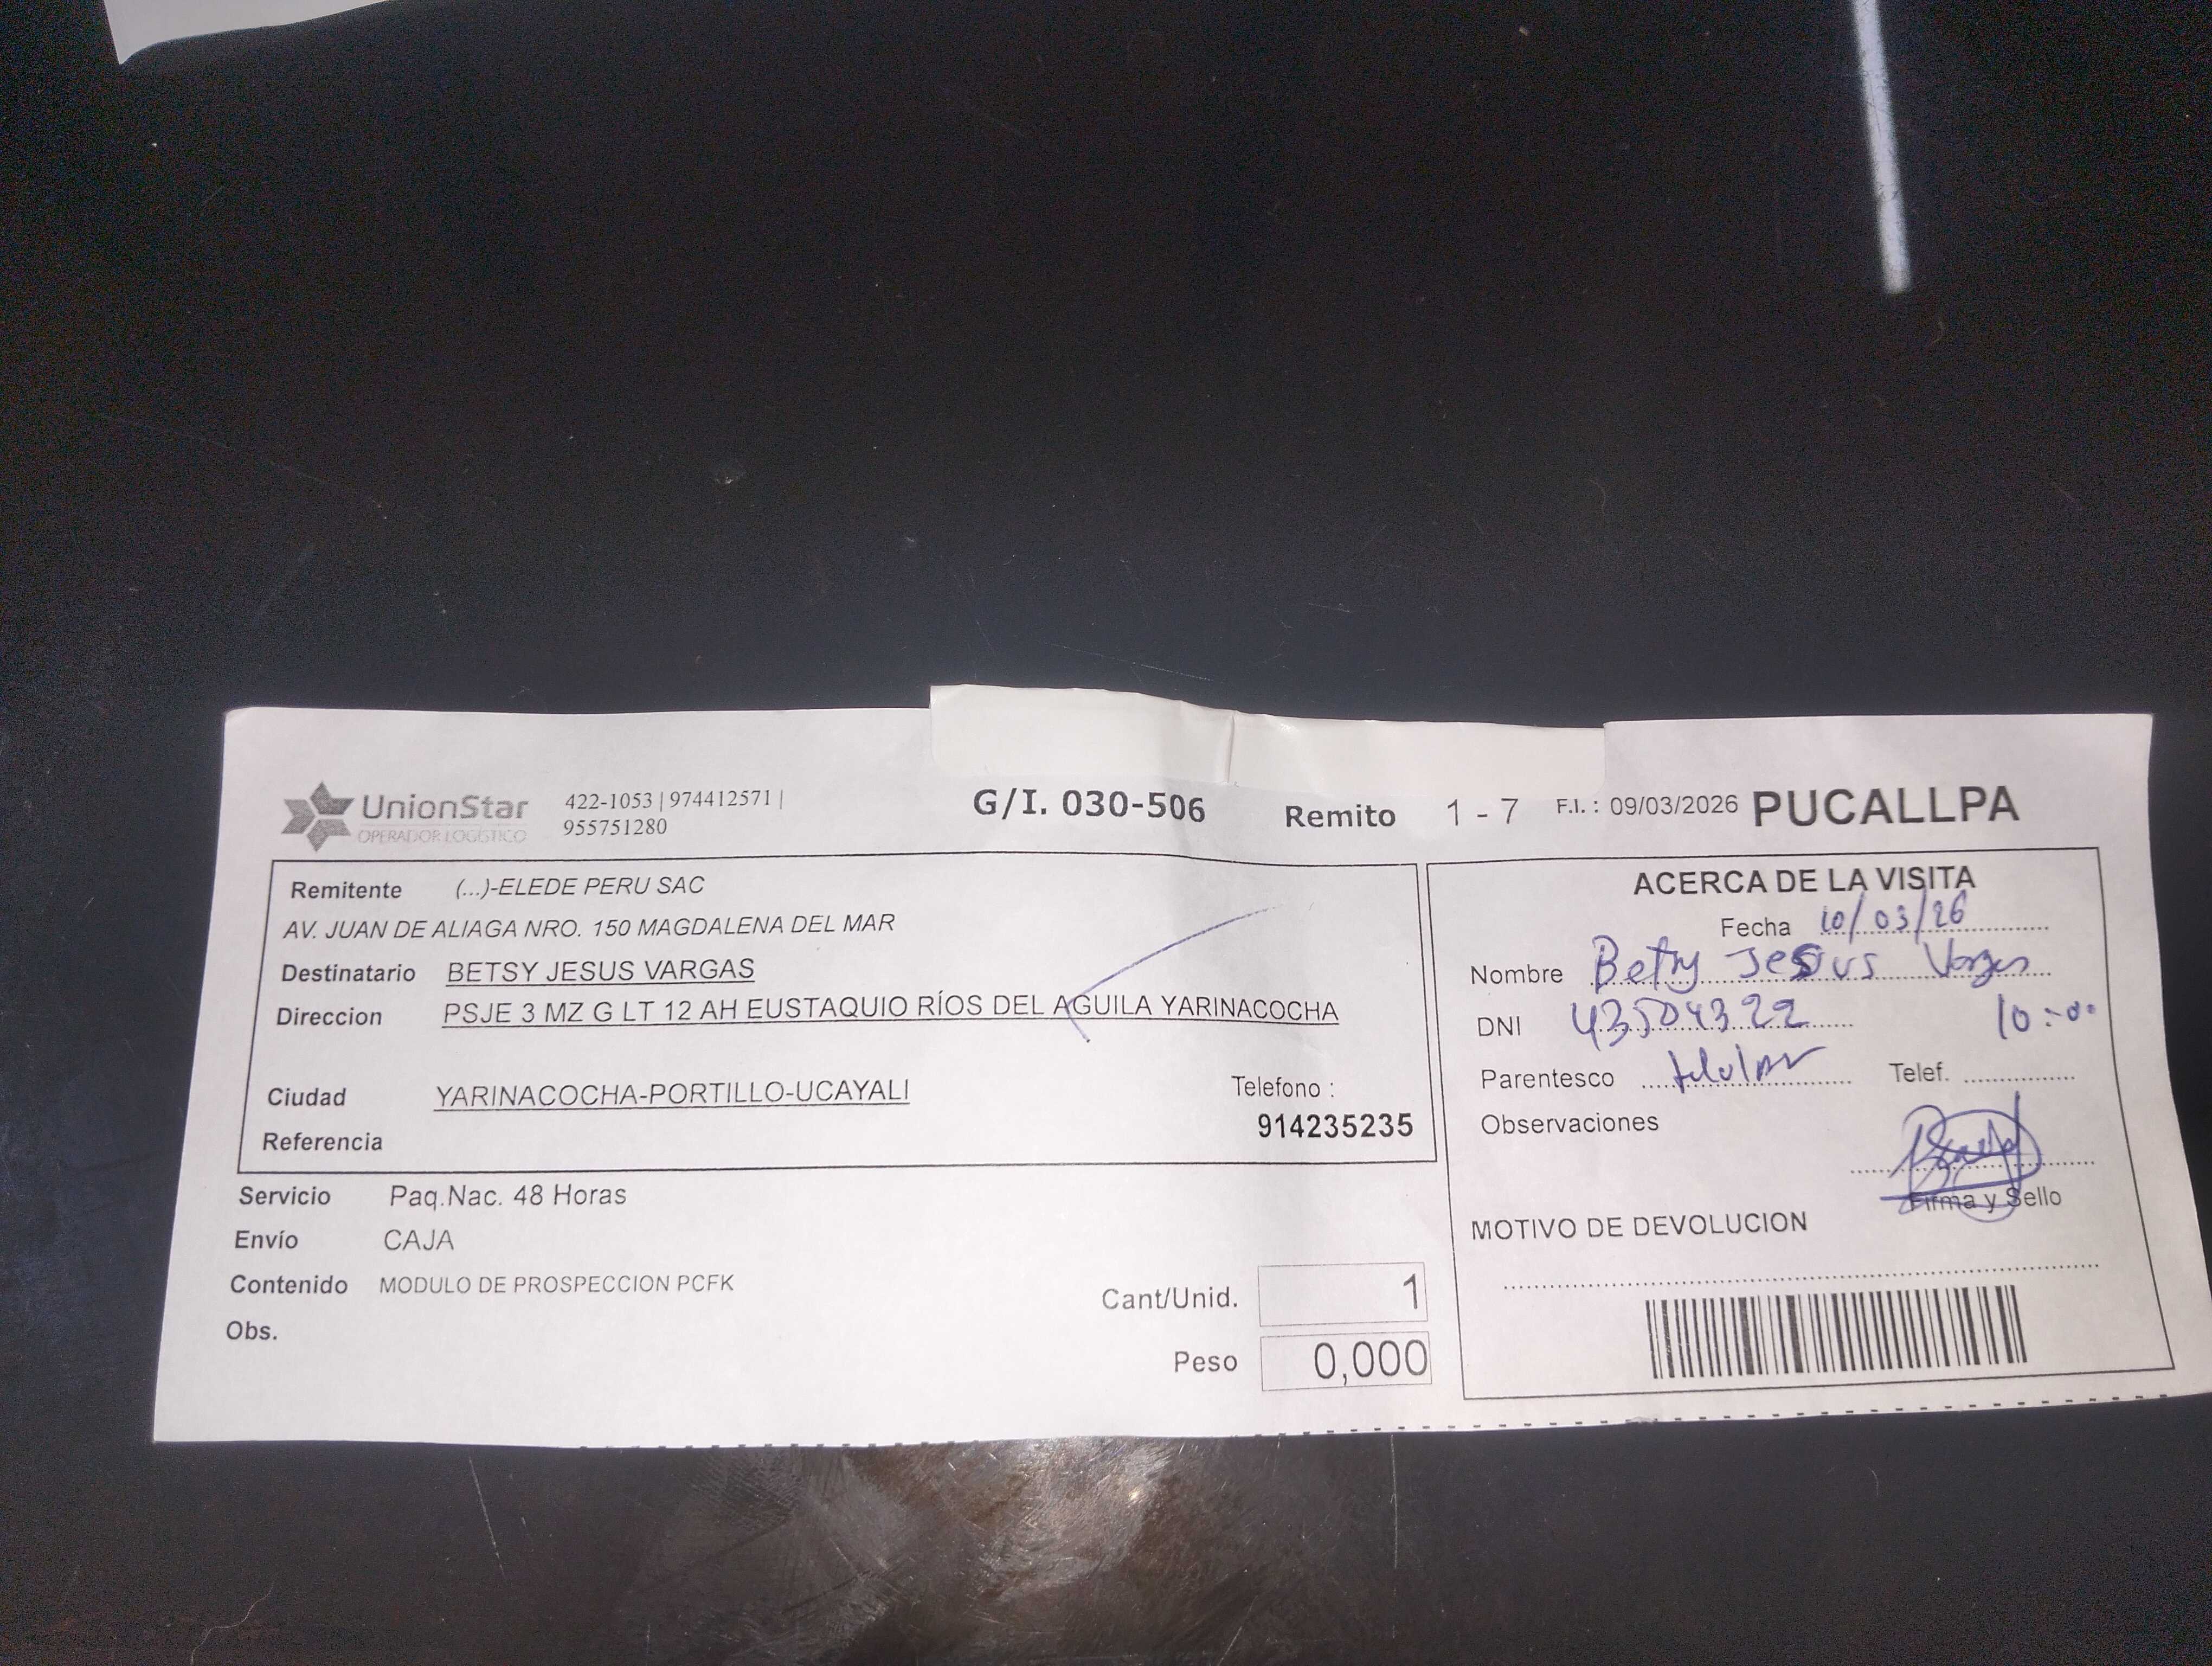 UnionStar
OPERADOR LOGÍSTICO
422-1053 | 974412571 |
955751280
G/I. 030-506
Remito 1 - 7
F.I. : 09/03/2026
PUCALLPA
Remitente (...)-ELEDE PERU SAC
AV. JUAN DE ALIAGA NRO. 150 MAGDALENA DEL MAR
Destinatario BETSY JESUS VARGAS
Direccion PSJE 3 MZ G LT 12 AH EUSTAQUIO RÍOS DEL AGUILA YARINACOCHA
Ciudad YARINACOCHA-PORTILLO-UCAYALI
Telefono :
914235235
Referencia
Servicio Paq.Nac. 48 Horas
Envío CAJA
Contenido MODULO DE PROSPECCION PCFK
Obs.
Cant/Unid. 1
Peso 0,000
ACERCA DE LA VISITA
Fecha 10/03/26
Nombre Betsy Jesus Vargas
DNI 43504322 10:00
Parentesco titular Telef.
Observaciones
Firma y Sello
MOTIVO DE DEVOLUCION